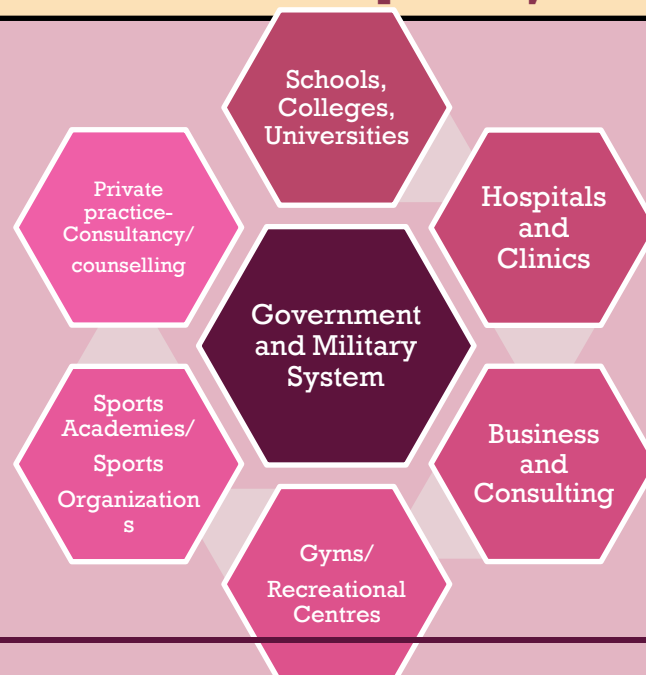 Schools,
Colleges,
Universities
Hospitals
and
Clinics
Private
practice-
Consultancy/
counselling
Government
and Military
System
Sports
Academies/
Sports
Organization
s
Business
and
Consulting
Gyms/
Recreational
Centres